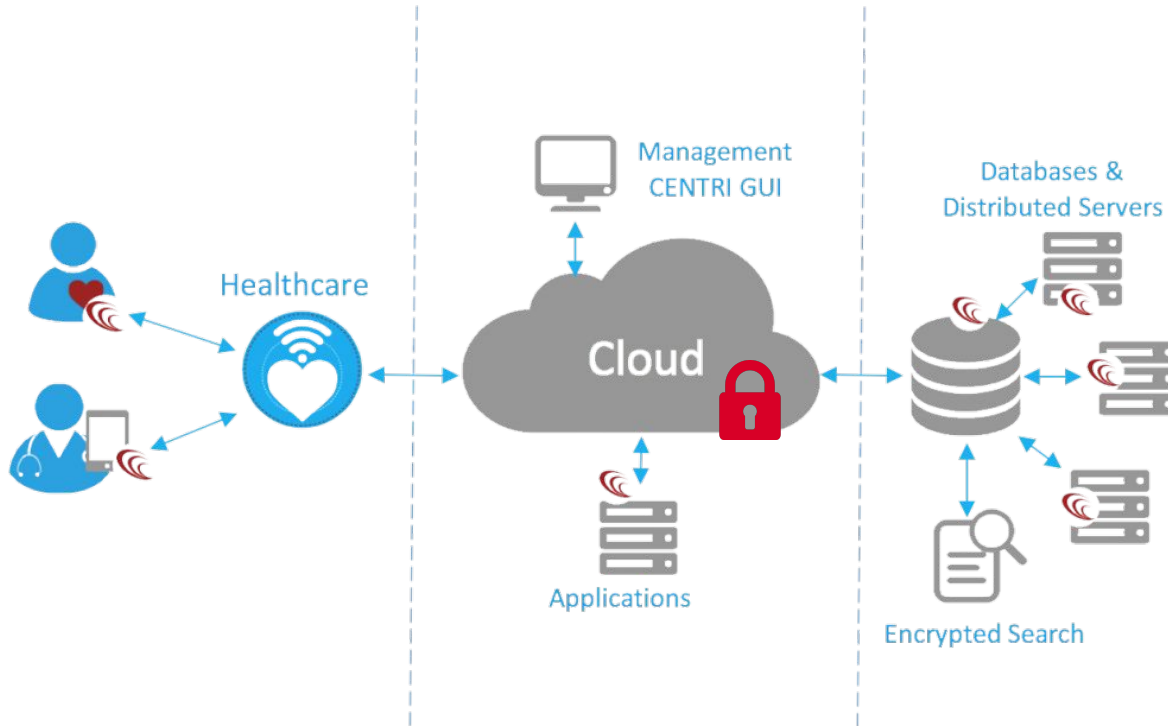 Healthcare
Management
CENTRI GUI
Cloud
Applications
Databases &
Distributed Servers
Encrypted Search